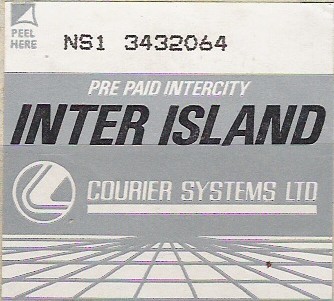 PEEL
HERE
NS1 3432064
PRE PAID INTERCITY
INTER ISLAND
COURIER SYSTEMS LTD